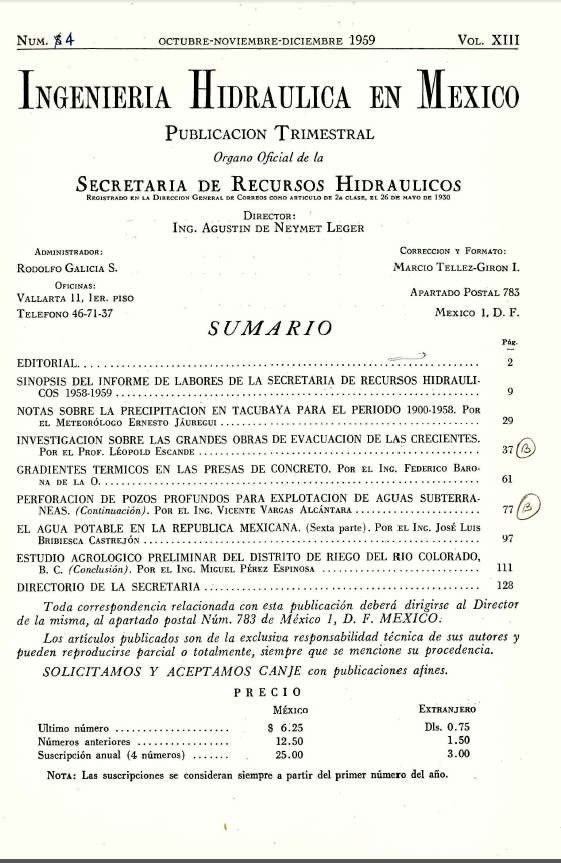 NUM. 4 OCTUBRE-NOVIEMBRE-DICIEMBRE 1959 VOL. XIII
INGENIERIA HIDRAULICA EN MEXICO
PUBLICACION TRIMESTRAL
Organo Oficial de la
SECRETARIA DE RECURSOS HIDRAULICOS
REGISTRADO EN LA DIRECCION GENERAL DE CORREOS COMO ARTICULO DE 2a CLASE, EL 26 DE MAYO DE 1930
DIRECTOR:
ING. AGUSTIN DE NEYMET LEGER
ADMINISTRADOR:
RODOLFO GALICIA S.
OFICINAS:
VALLARTA 11, 1ER. PISO
TELEFONO 46-71-37
CORRECCION Y FORMATO:
MARCIO TELLEZ-GIRON I.
APARTADO POSTAL 783
MEXICO 1, D. F.
SUMARIO
Pág.
EDITORIAL. . . . . . . . . . . . . . . . . . . . . . . . . . . . . . . . 2
SINOPSIS DEL INFORME DE LABORES DE LA SECRETARIA DE RECURSOS HIDRAULI-
COS 1958-1959 . . . . . . . . . . . . . . . . . . . . . . . . . . . . . . . . 9
NOTAS SOBRE LA PRECIPITACION EN TACUBAYA PARA EL PERIODO 1900-1958. POR
EL METEORÓLOGO ERNESTO JÁUREGUI . . . . . . . . . . . . . . . . . . . . 29
INVESTIGACION SOBRE LAS GRANDES OBRAS DE EVACUACION DE LAS CRECIENTES.
POR EL PROF. LÉOPOLD ESCANDE . . . . . . . . . . . . . . . . . . . . 37 B
GRADIENTES TERMICOS EN LAS PRESAS DE CONCRETO. POR EL ING. FEDERICO BARO-
NA DE LA O. . . . . . . . . . . . . . . . . . . . . . . . . . . . . . . . 61
PERFORACION DE POZOS PROFUNDOS PARA EXPLOTACION DE AGUAS SUBTERRA-
NEAS. (Continuación). POR EL ING. VICENTE VARGAS ALCÁNTARA . . . . . . . . . . 77 B
EL AGUA POTABLE EN LA REPUBLICA MEXICANA. (Sexta parte). POR EL ING. JOSÉ LUIS
BRIBIESCA CASTREJÓN . . . . . . . . . . . . . . . . . . . . . . . . 97
ESTUDIO AGROLOGICO PRELIMINAR DEL DISTRITO DE RIEGO DEL RIO COLORADO,
B. C. (Conclusión). POR EL ING. MIGUEL PÉREZ ESPINOSA . . . . . . . . . . . . 111
DIRECTORIO DE LA SECRETARIA . . . . . . . . . . . . . . . . . . . . 128
Toda correspondencia relacionada con esta publicación deberá dirigirse al Director
de la misma, al apartado postal Núm. 783 de México 1, D. F. MEXICO.
Los artículos publicados son de la exclusiva responsabilidad técnica de sus autores y
pueden reproducirse parcial o totalmente, siempre que se mencione su procedencia.
SOLICITAMOS Y ACEPTAMOS CANJE con publicaciones afines.
PRECIO
MÉXICO EXTRANJERO
Ultimo número . . . . . . . . . . $ 6.25 Dls. 0.75
Números anteriores . . . . . . . . 12.50 1.50
Suscripción anual (4 números) . . . . 25.00 3.00
NOTA: Las suscripciones se consideran siempre a partir del primer número del año.